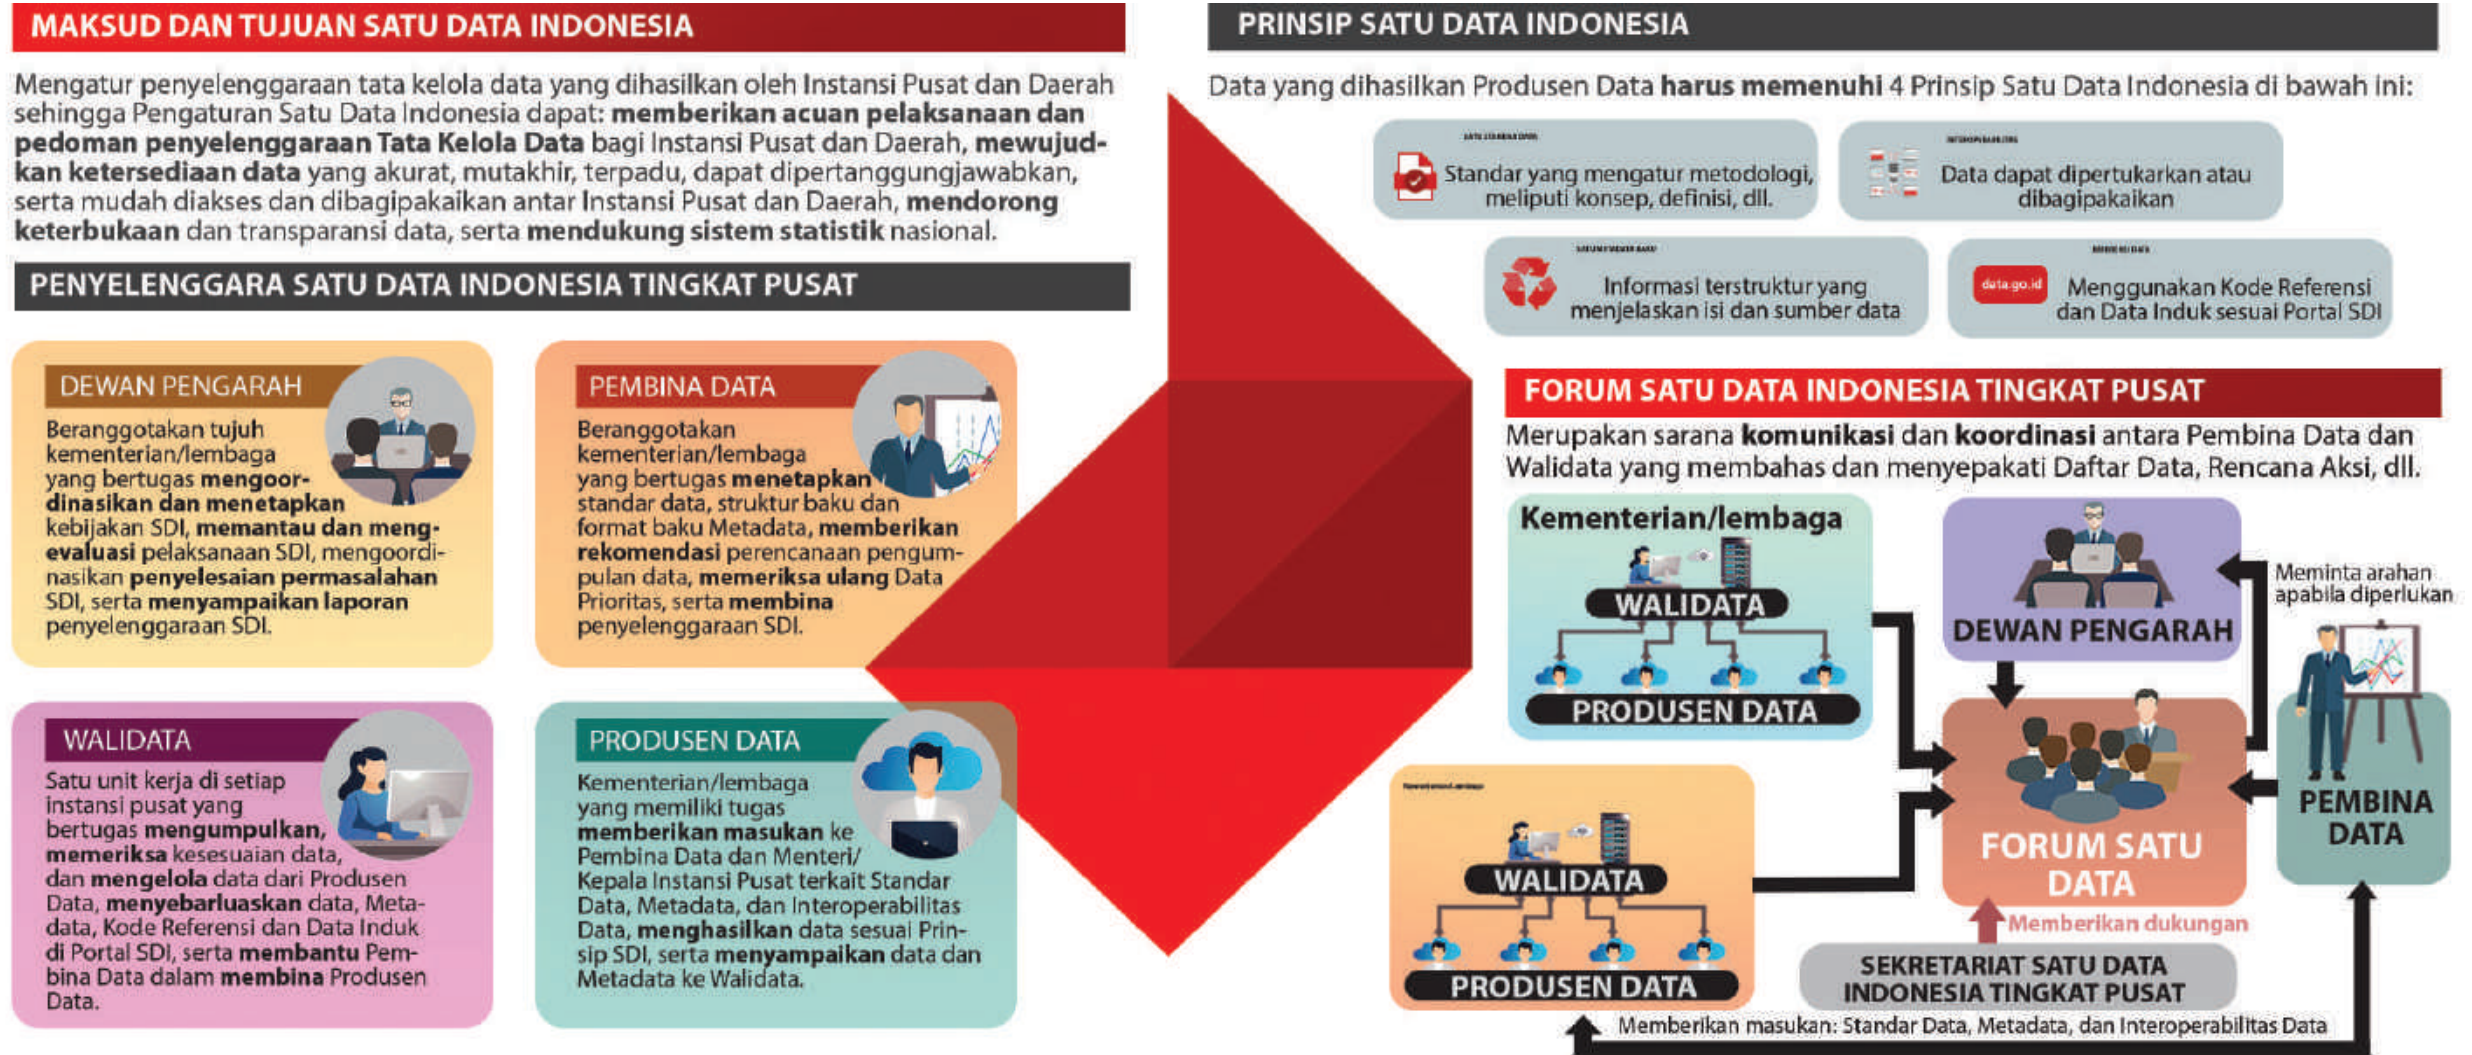 MAKSUD DAN TUJUAN SATU DATA INDONESIA
Mengatur penyelenggaraan tata kelola data yang dihasilkan oleh Instansi Pusat dan Daerah
sehingga Pengaturan Satu Data Indonesia dapat: memberikan acuan pelaksanaan dan
pedoman penyelenggaraan Tata Kelola Data bagi Instansi Pusat dan Daerah, mewujud-
kan ketersediaan data yang akurat, mutakhir, terpadu, dapat dipertanggungjawabkan,
serta mudah diakses dan dibagipakaikan antar Instansi Pusat dan Daerah, mendorong
keterbukaan dan transparansi data, serta mendukung sistem statistik nasional.
PENYELENGGARA SATU DATA INDONESIA TINGKAT PUSAT
DEWAN PENGARAH
Beranggotakan tujuh
kementerian/lembaga
yang bertugas mengoor-
dinasikan dan menetapkan
kebijakan SDI, memantau dan meng-
evaluasi pelaksanaan SDI, mengoordi-
nasikan penyelesaian permasalahan
SDI, serta menyampaikan laporan
penyelenggaraan SDI.
PEMBINA DATA
Beranggotakan
kementerian/lembaga
yang bertugas menetapkan
standar data, struktur baku dan
format baku Metadata, memberikan
rekomendasi perencanaan pengum-
pulan data, memeriksa ulang Data
Prioritas, serta membina
penyelenggaraan SDI.
WALIDATA
Satu unit kerja di setiap
instansi pusat yang
bertugas mengumpulkan,
memeriksa kesesuaian data,
dan mengelola data dari Produsen
Data, menyebarluaskan data, Meta-
data, Kode Referensi dan Data Induk
di Portal SDI, serta membantu Pem-
bina Data dalam membina Produsen
Data.
PRODUSEN DATA
Kementerian/lembaga
yang memiliki tugas
memberikan masukan ke
Pembina Data dan Menteri/
Kepala Instansi Pusat terkait Standar
Data, Metadata, dan Interoperabilitas
Data, menghasilkan data sesuai Prin-
sip SDI, serta menyampaikan data dan
Metadata ke Walidata.
PRINSIP SATU DATA INDONESIA
Data yang dihasilkan Produsen Data harus memenuhi 4 Prinsip Satu Data Indonesia di bawah ini:
SATU STANDAR DATA
Standar yang mengatur metodologi,
meliputi konsep, definisi, dll.
INTEROPERABILITAS
Data dapat dipertukarkan atau
dibagipakaikan
SATU METADATA BAKU
Informasi terstruktur yang
menjelaskan isi dan sumber data
REFERENSI DATA
data.go.id
Menggunakan Kode Referensi
dan Data Induk sesuai Portal SDI
FORUM SATU DATA INDONESIA TINGKAT PUSAT
Merupakan sarana komunikasi dan koordinasi antara Pembina Data dan
Walidata yang membahas dan menyepakati Daftar Data, Rencana Aksi, dll.
Kementerian/lembaga
WALIDATA
PRODUSEN DATA
DEWAN PENGARAH
Meminta arahan
apabila diperlukan
Kementerian/Lembaga
WALIDATA
PRODUSEN DATA
FORUM SATU
DATA
PEMBINA
DATA
Memberikan dukungan
SEKRETARIAT SATU DATA
INDONESIA TINGKAT PUSAT
Memberikan masukan: Standar Data, Metadata, dan Interoperabilitas Data